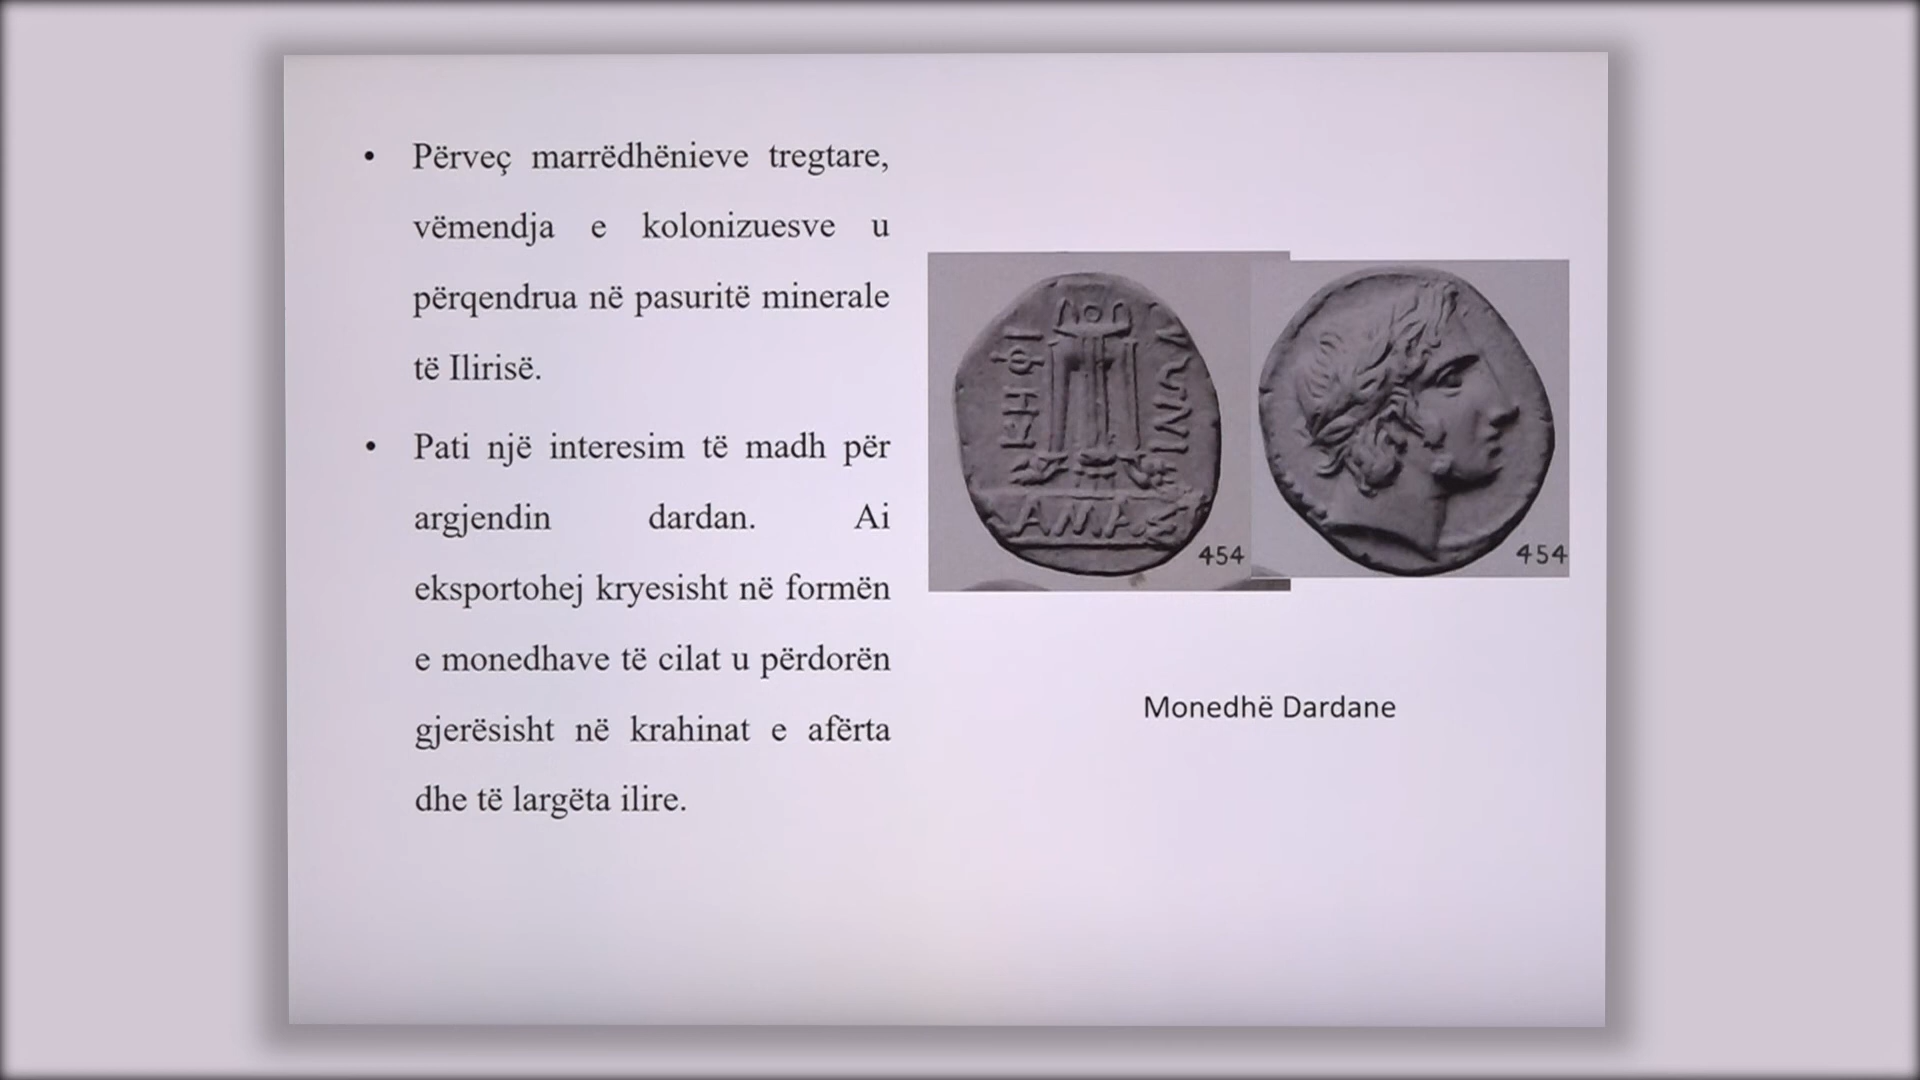 • Përveç marrëdhënieve tregtare,
vëmendja e kolonizuesve u
përqendrua në pasuritë minerale
të Ilirisë.
• Pati një interesim të madh për
argjendin dardan. Ai
eksportohej kryesisht në formën
e monedhave të cilat u përdorën
gjerësisht në krahinat e afërta
dhe të largëta ilire.
ΔΑΜΑΣ
454
454
Monedhë Dardane